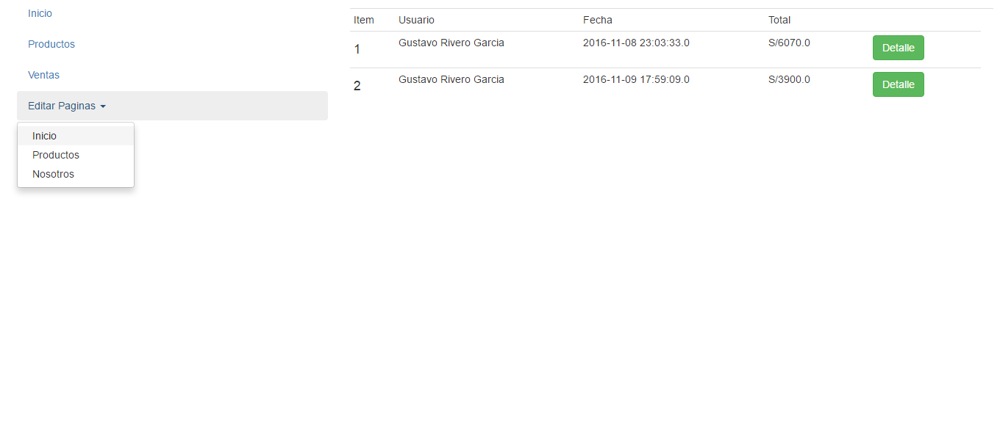 Inicio
Productos
Ventas
Editar Paginas
Inicio
Productos
Nosotros
Item Usuario Fecha Total
1 Gustavo Rivero Garcia 2016-11-08 23:03:33.0 S/6070.0 Detalle
2 Gustavo Rivero Garcia 2016-11-09 17:59:09.0 S/3900.0 Detalle